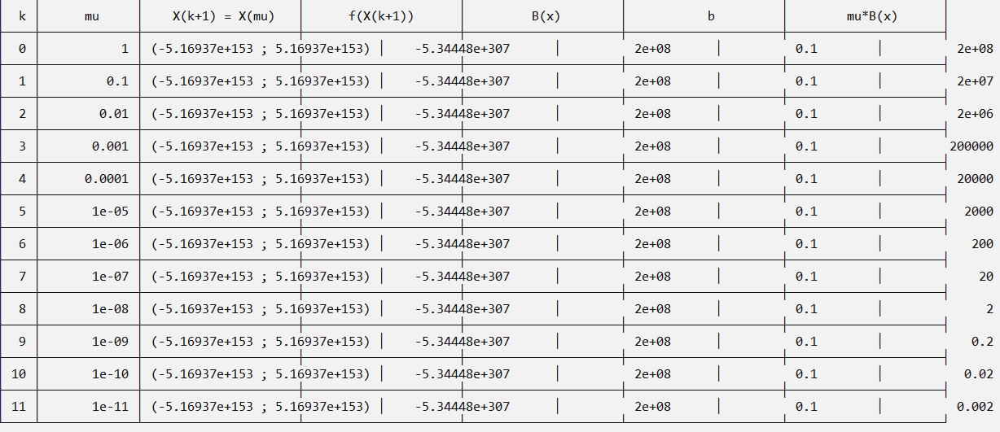 k mu X(k+1) = X(mu) f(X(k+1)) B(x) b mu*B(x)
0 1 (-5.16937e+153 ; 5.16937e+153) -5.34448e+307 2e+08 0.1 2e+08
1 0.1 (-5.16937e+153 ; 5.16937e+153) -5.34448e+307 2e+08 0.1 2e+07
2 0.01 (-5.16937e+153 ; 5.16937e+153) -5.34448e+307 2e+08 0.1 2e+06
3 0.001 (-5.16937e+153 ; 5.16937e+153) -5.34448e+307 2e+08 0.1 200000
4 0.0001 (-5.16937e+153 ; 5.16937e+153) -5.34448e+307 2e+08 0.1 20000
5 1e-05 (-5.16937e+153 ; 5.16937e+153) -5.34448e+307 2e+08 0.1 2000
6 1e-06 (-5.16937e+153 ; 5.16937e+153) -5.34448e+307 2e+08 0.1 200
7 1e-07 (-5.16937e+153 ; 5.16937e+153) -5.34448e+307 2e+08 0.1 20
8 1e-08 (-5.16937e+153 ; 5.16937e+153) -5.34448e+307 2e+08 0.1 2
9 1e-09 (-5.16937e+153 ; 5.16937e+153) -5.34448e+307 2e+08 0.1 0.2
10 1e-10 (-5.16937e+153 ; 5.16937e+153) -5.34448e+307 2e+08 0.1 0.02
11 1e-11 (-5.16937e+153 ; 5.16937e+153) -5.34448e+307 2e+08 0.1 0.002